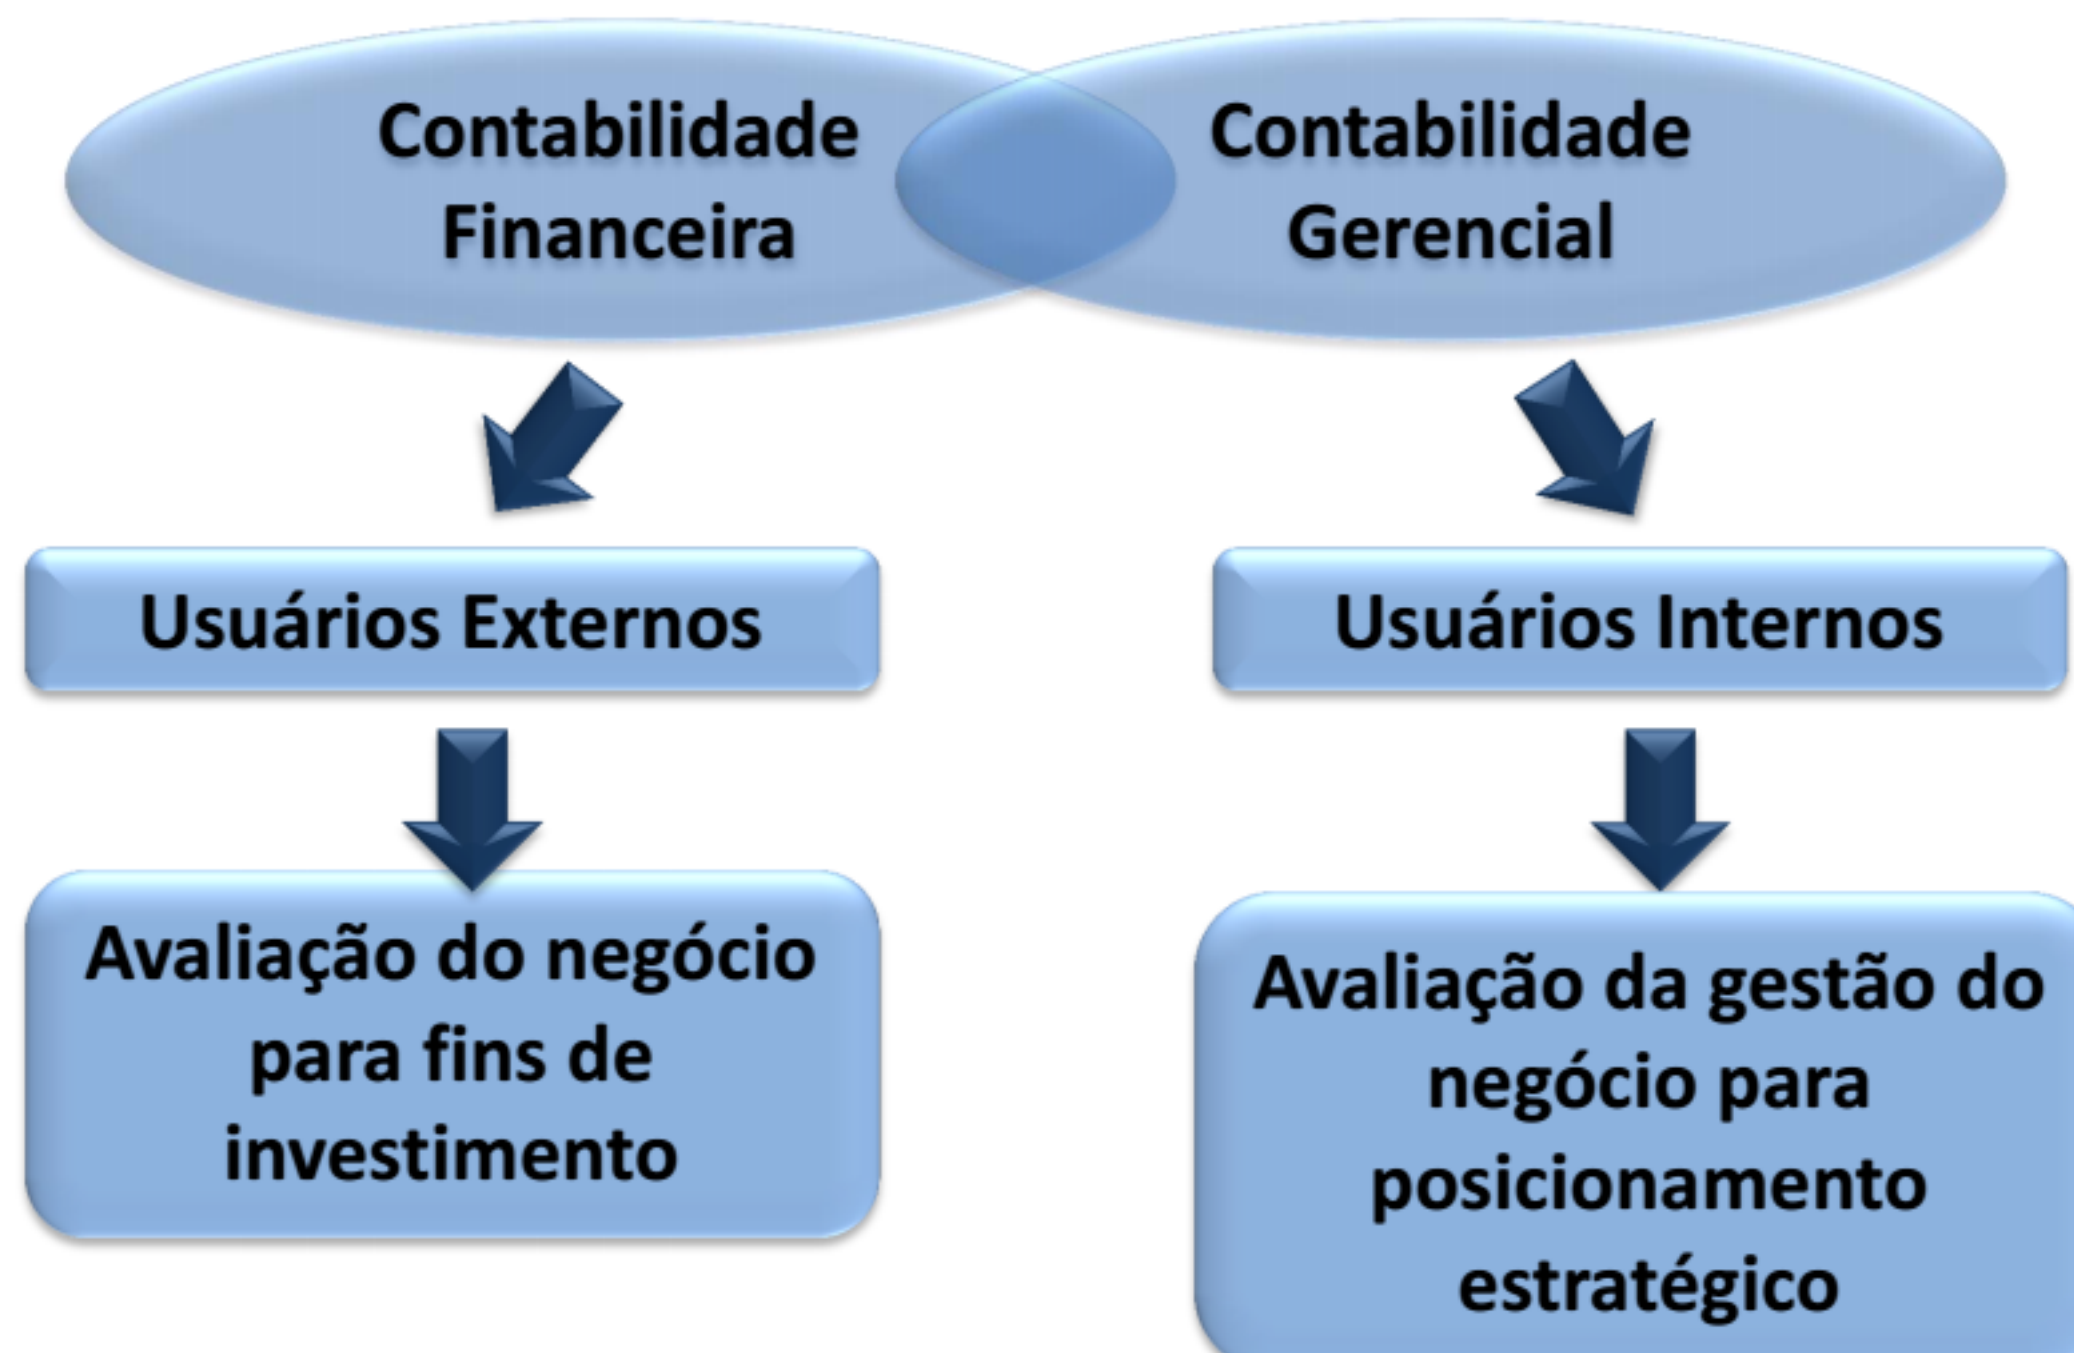 Contabilidade
Financeira
Contabilidade
Gerencial
Usuários Externos
Usuários Internos
Avaliação do negócio
para fins de
investimento
Avaliação da gestão do
negócio para
posicionamento
estratégico